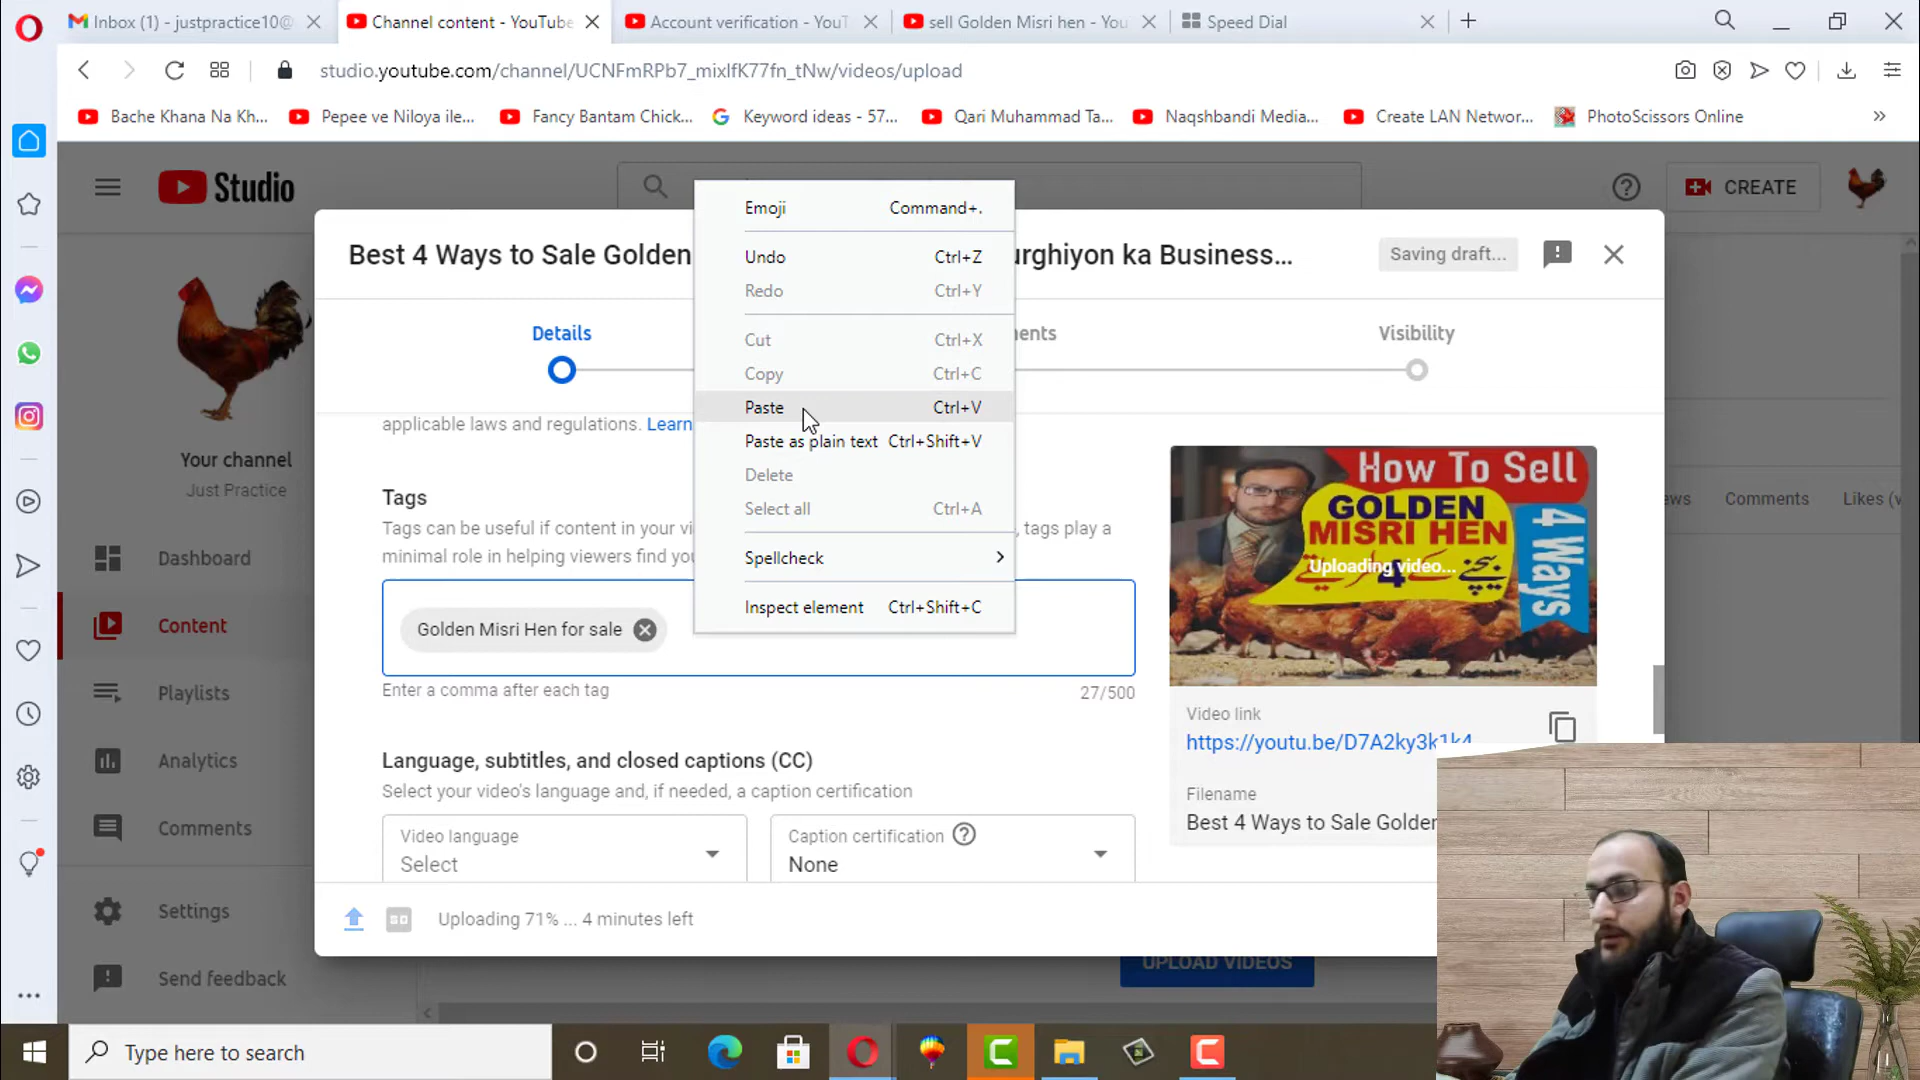 Inbox (1) - justpractice10@
Channel content - YouTube
Account verification - YouT
sell Golden Misri hen - You
Speed Dial
studio.youtube.com/channel/UCNFmRPb7_mixlfK77fn_tNw/videos/upload
Bache Khana Na Kh...
Pepee ve Niloya ile...
Fancy Bantam Chick...
Keyword ideas - 57...
Qari Muhammad Ta...
Naqshbandi Media...
Create LAN Networ...
PhotoScissors Online
Studio
CREATE
Your channel
Just Practice
Dashboard
Content
Playlists
Analytics
Comments
Settings
Send feedback
Best 4 Ways to Sale Golden
urghiyon ka Business...
Saving draft...
Details
ents
Visibility
applicable laws and regulations. Learn
Tags
Tags can be useful if content in your vi
, tags play a
minimal role in helping viewers find you
Golden Misri Hen for sale
Enter a comma after each tag
27/500
Language, subtitles, and closed captions (CC)
Select your video's language and, if needed, a caption certification
Video language
Select
Caption certification
None
Uploading 71% ... 4 minutes left
Emoji Command+.
Undo Ctrl+Z
Redo Ctrl+Y
Cut Ctrl+X
Copy Ctrl+C
Paste Ctrl+V
Paste as plain text Ctrl+Shift+V
Delete
Select all Ctrl+A
Spellcheck
Inspect element Ctrl+Shift+C
How To Sell
GOLDEN
MISRI HEN
4 Ways
Uploading video...
Video link
https://youtu.be/D7A2ky3k1k4
Filename
Best 4 Ways to Sale Golden
ews
Comments
Likes (v
UPLOAD VIDEOS
Type here to search